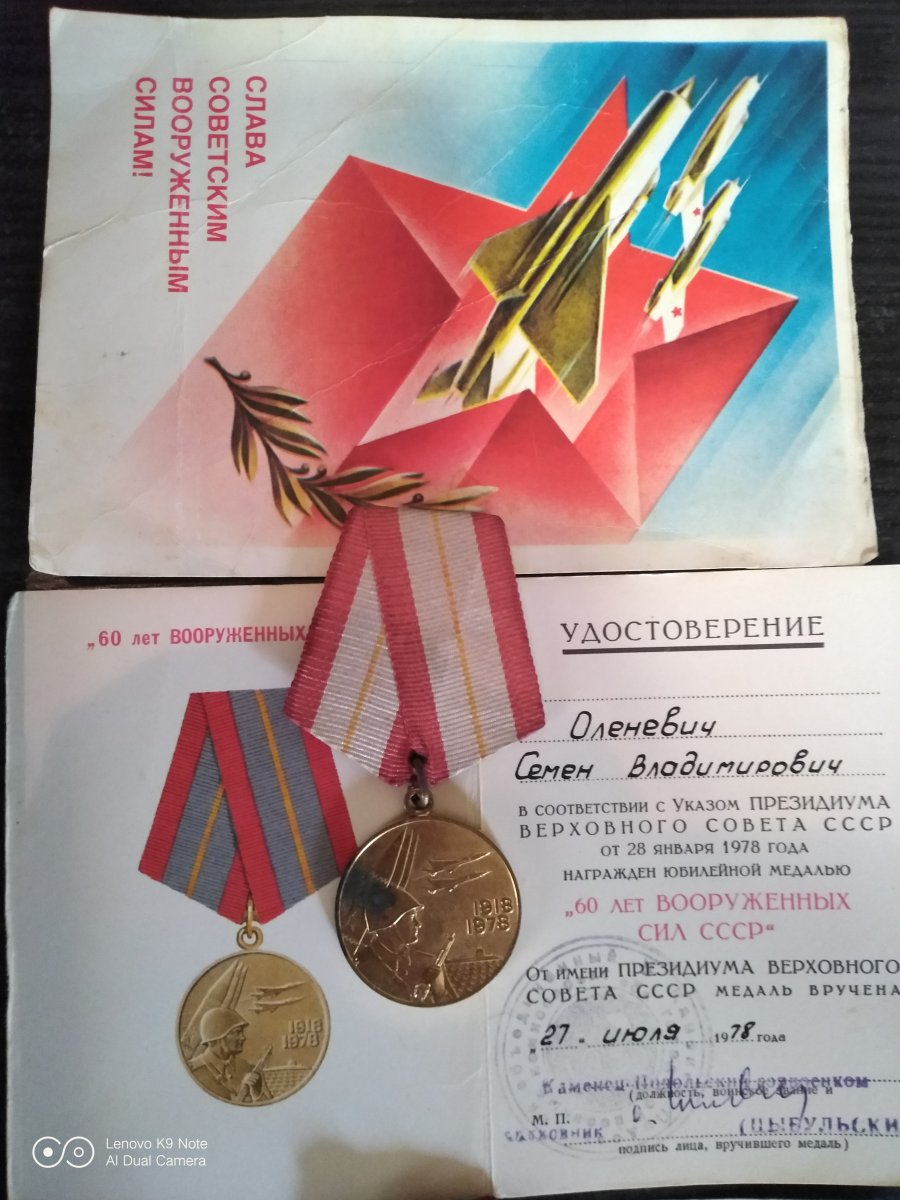 СЛАВА
СОВЕТСКИМ
ВООРУЖЕННЫМ
СИЛАМ!
„60 лет ВООРУЖЕННЫХ
1918
1978
1918
1978
УДОСТОВЕРЕНИЕ
Оленевич
Семен Владимирович
в соответствии с Указом ПРЕЗИДИУМА
ВЕРХОВНОГО СОВЕТА СССР
от 28 января 1978 года
награжден юбилейной медалью
„60 лет ВООРУЖЕННЫХ
СИЛ СССР“
От имени ПРЕЗИДИУМА ВЕРХОВНОГО
СОВЕТА СССР медаль вручена
„27“ июля 1978 года
Каменец-Подольский
(должность, воинское звание и
М. П.
(ЦЫБУЛЬСКИ
подпись лица, вручившего медаль)
Lenovo K9 Note
AI Dual Camera